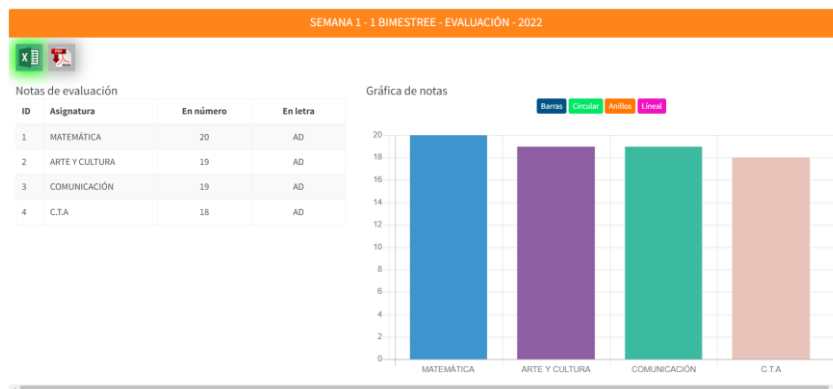 SEMANA 1 - 1 BIMESTREE - EVALUACIÓN - 2022
Notas de evaluación
ID Asignatura En número En letra
1 MATEMÁTICA 20 AD
2 ARTE Y CULTURA 19 AD
3 COMUNICACIÓN 19 AD
4 C.T.A 18 AD
Gráfica de notas
Barras Circular Anillos Líneal
20
18
16
14
12
10
8
6
4
2
0
MATEMÁTICA ARTE Y CULTURA COMUNICACIÓN C.T.A